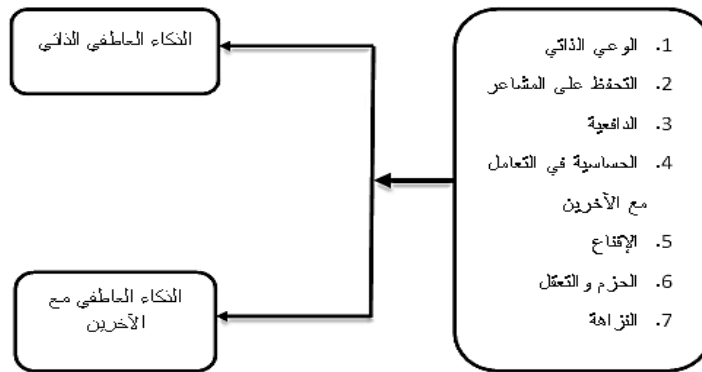 1. الوعي الذاتي
2. التحفظ على المشاعر
3. الدافعية
4. الحساسية في التعامل
مع الآخرين
5. الإقناع
6. الحزم والتعقل
7. النزاهة
الذكاء العاطفي الذاتي
الذكاء العاطفي مع
الآخرين